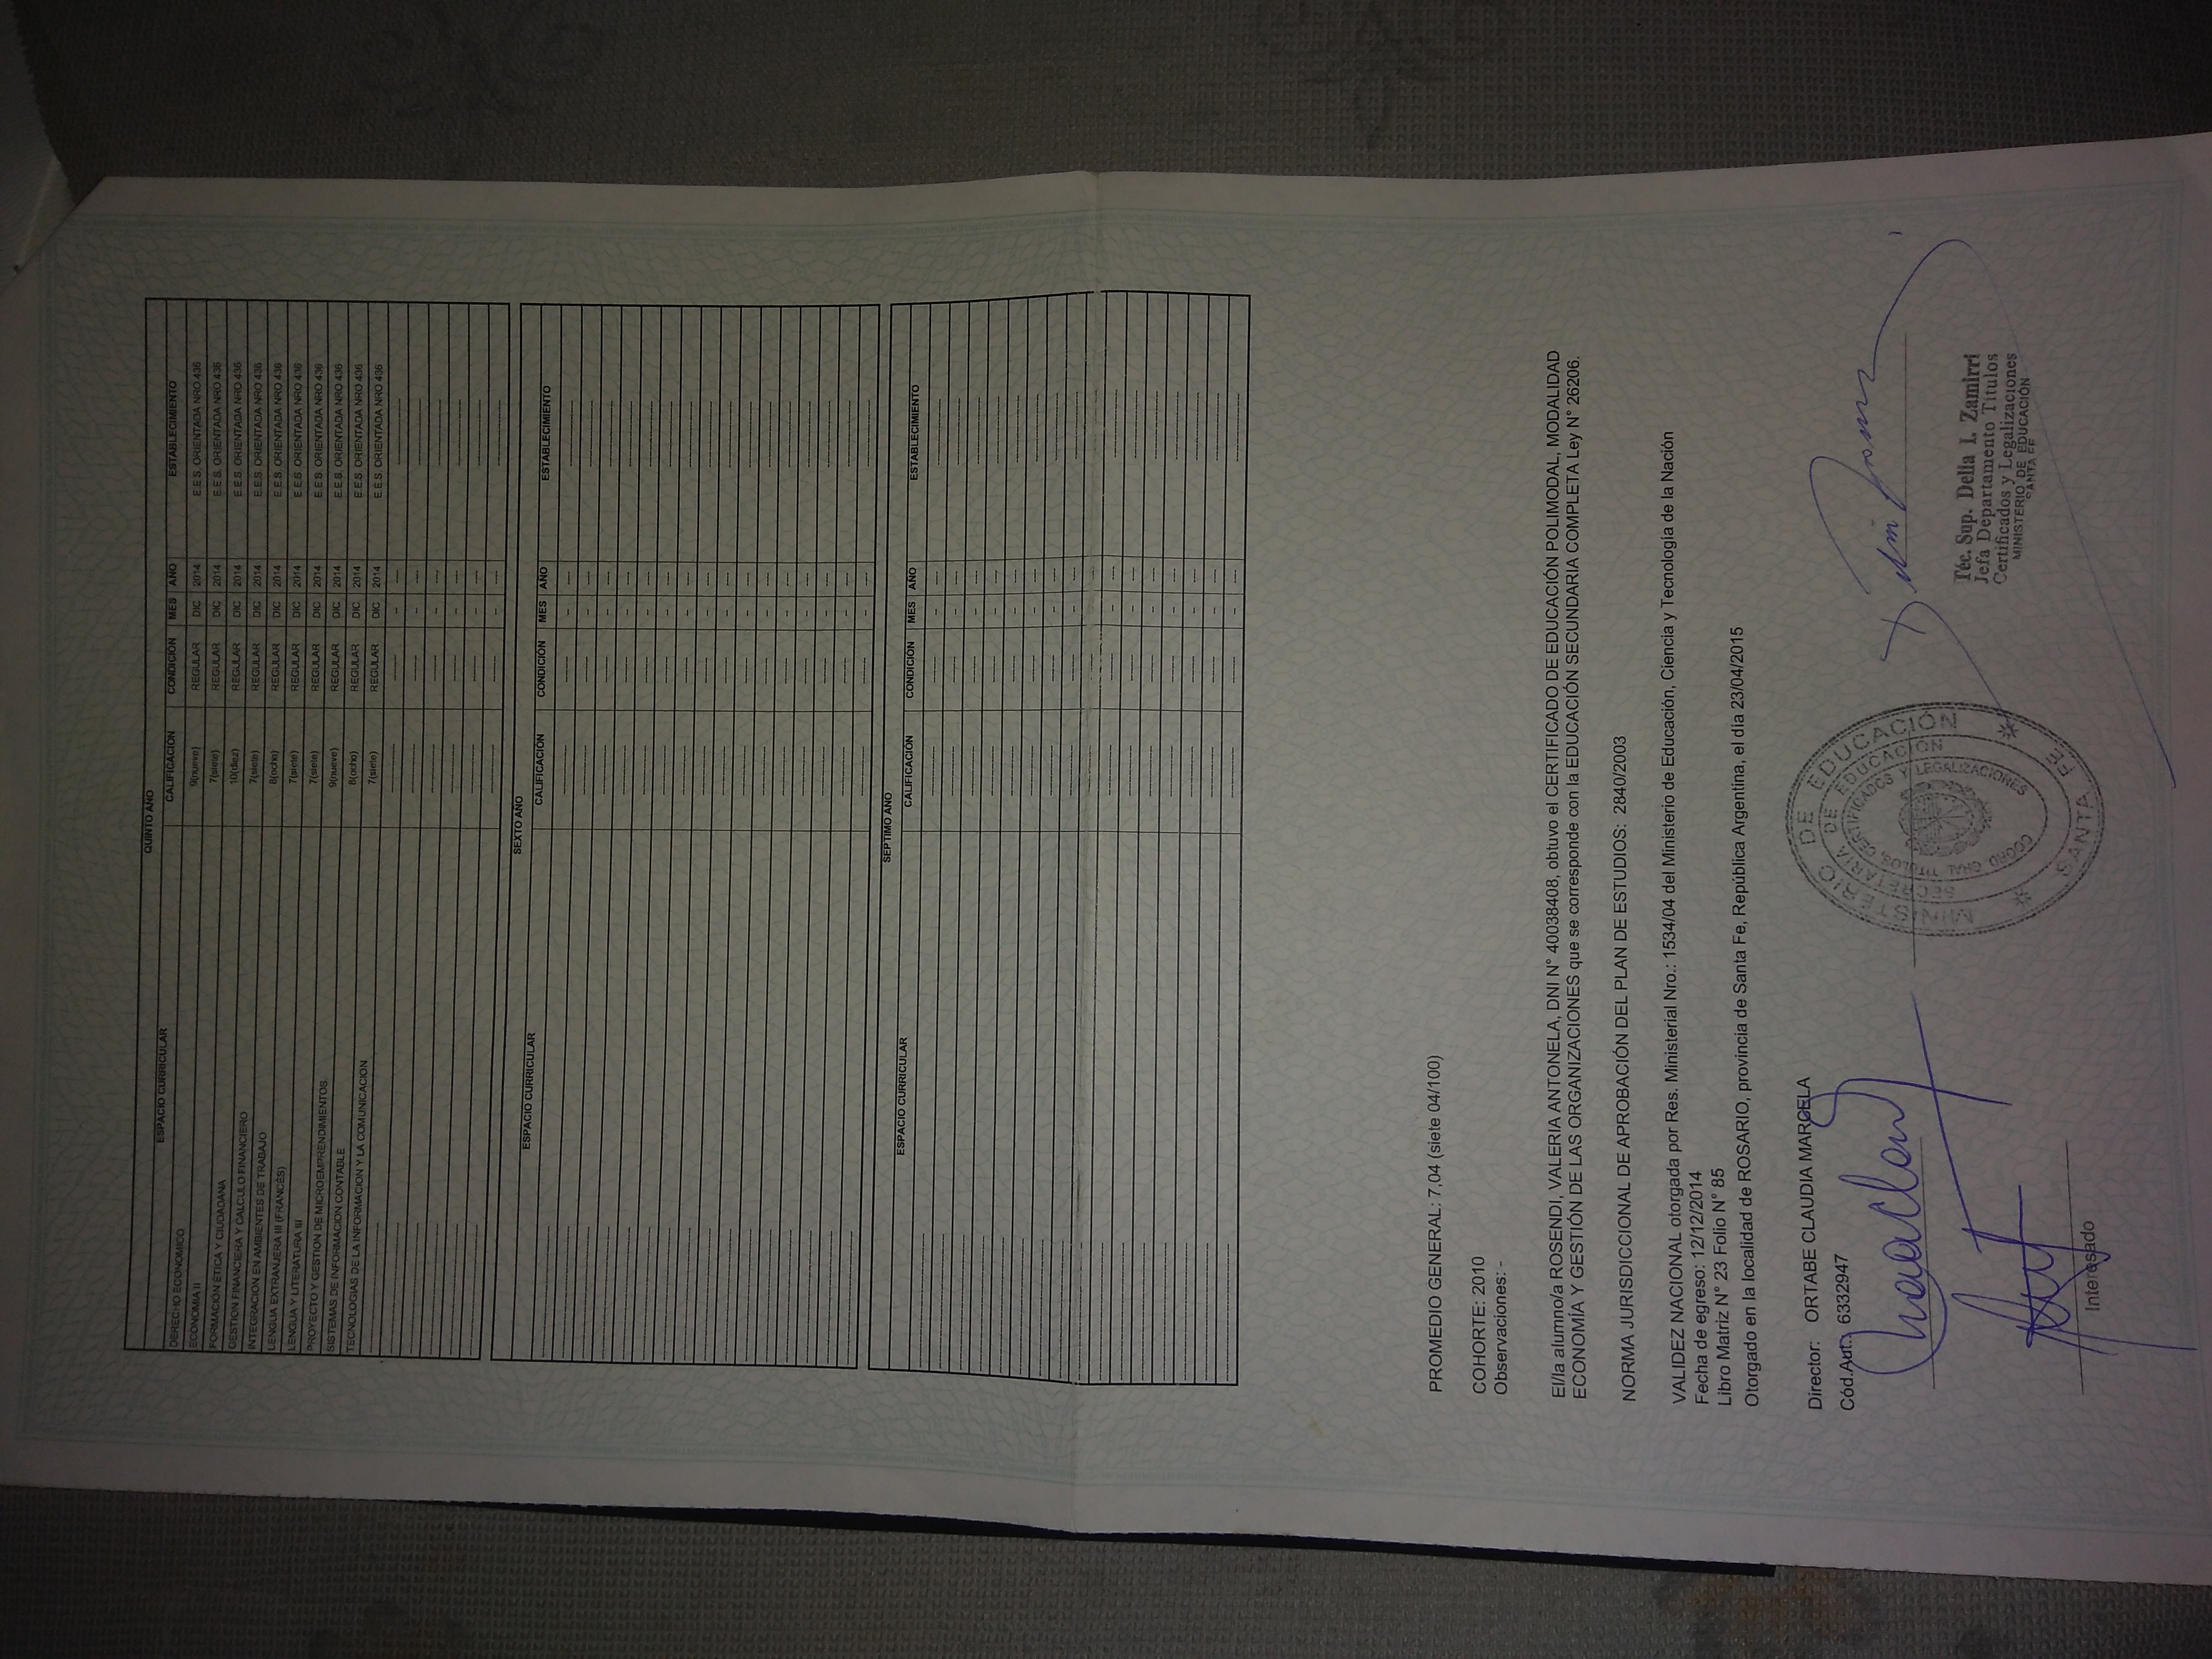 QUINTO AÑO
ESPACIO CURRICULAR CALIFICACIÓN CONDICIÓN MES AÑO ESTABLECIMIENTO
DERECHO ECONOMICO 9(nueve) REGULAR DIC 2014 E.E.S. ORIENTADA NRO 436
ECONOMIA II 7(siete) REGULAR DIC 2014 E.E.S. ORIENTADA NRO 436
FORMACIÓN ÉTICA Y CIUDADANA 10(diez) REGULAR DIC 2014 E.E.S. ORIENTADA NRO 436
GESTION FINANCIERA Y CALCULO FINANCIERO 7(siete) REGULAR DIC 2014 E.E.S. ORIENTADA NRO 436
INTEGRACION EN AMBIENTES DE TRABAJO 8(ocho) REGULAR DIC 2014 E.E.S. ORIENTADA NRO 436
LENGUA EXTRANJERA III (FRANCÉS) 7(siete) REGULAR DIC 2014 E.E.S. ORIENTADA NRO 436
LENGUA Y LITERATURA III 7(siete) REGULAR DIC 2014 E.E.S. ORIENTADA NRO 436
PROYECTO Y GESTION DE MICROEMPRENDIMIENTOS 9(nueve) REGULAR DIC 2014 E.E.S. ORIENTADA NRO 436
SISTEMAS DE INFORMACION CONTABLE 8(ocho) REGULAR DIC 2014 E.E.S. ORIENTADA NRO 436
TECNOLOGIAS DE LA INFORMACION Y LA COMUNICACION 7(siete) REGULAR DIC 2014 E.E.S. ORIENTADA NRO 436
SEXTO AÑO
ESPACIO CURRICULAR CALIFICACIÓN CONDICIÓN MES AÑO ESTABLECIMIENTO
SÉPTIMO AÑO
ESPACIO CURRICULAR CALIFICACIÓN CONDICIÓN MES AÑO ESTABLECIMIENTO
PROMEDIO GENERAL: 7,04 (siete 04/100)
COHORTE: 2010
Observaciones: -
El/la alumno/a ROSENDI, VALERIA ANTONELA, DNI N° 40038408, obtuvo el CERTIFICADO DE EDUCACIÓN POLIMODAL, MODALIDAD
ECONOMÍA Y GESTIÓN DE LAS ORGANIZACIONES que se corresponde con la EDUCACIÓN SECUNDARIA COMPLETA Ley N° 26206.
NORMA JURISDICCIONAL DE APROBACIÓN DEL PLAN DE ESTUDIOS: 2840/2003
VALIDEZ NACIONAL otorgada por Res. Ministerial Nro.: 1534/04 del Ministerio de Educación, Ciencia y Tecnología de la Nación
Fecha de egreso: 12/12/2014
Libro Matriz N° 23 Folio N° 85
Otorgado en la localidad de ROSARIO, provincia de Santa Fe, República Argentina, el día 23/04/2015
Director: ORTABE CLAUDIA MARCELA
Cód.Aut.: 6332947
MINISTERIO DE EDUCACIÓN
SECRETARIA DE EDUCACIÓN
COORD. TÍTULOS, CERTIFICADOS Y LEGALIZACIONES
SANTA FE
Téc. Sup. Delia I. Zamirri
Jefa Departamento Títulos
Certificados y Legalizaciones
MINISTERIO DE EDUCACIÓN
SANTA FE
Interesado